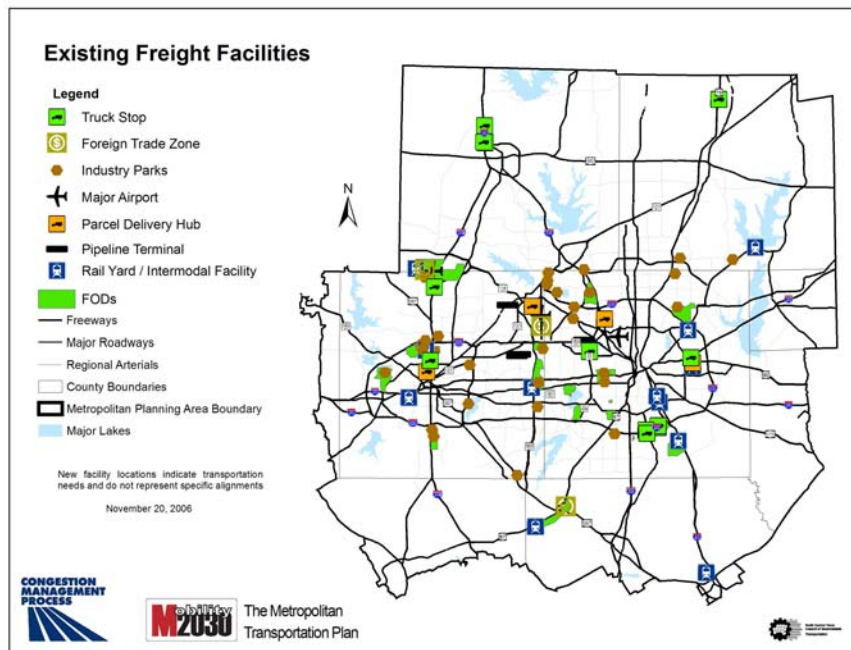 Existing Freight Facilities
Legend
Truck Stop
Foreign Trade Zone
Industry Parks
Major Airport
Parcel Delivery Hub
Pipeline Terminal
Rail Yard / Intermodal Facility
FODs
Freeways
Major Roadways
Regional Arterials
County Boundaries
Metropolitan Planning Area Boundary
Major Lakes
N
New facility locations indicate transportation
needs and do not represent specific alignments
November 20, 2006
CONGESTION
MANAGEMENT
PROCESS
Mobility
2030
The Metropolitan
Transportation Plan